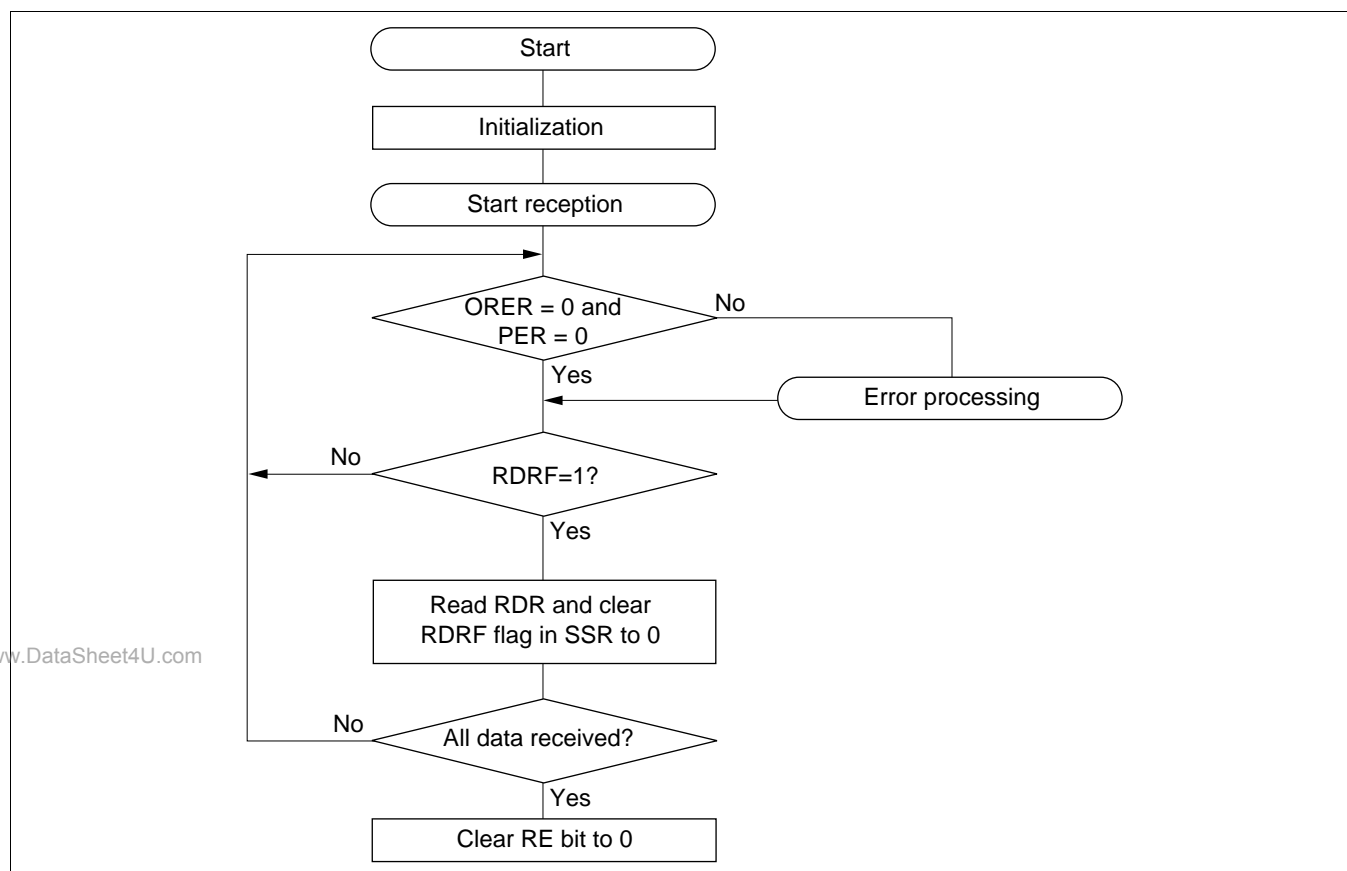 Start
Initialization
Start reception
ORER = 0 and
PER = 0
No
Yes
Error processing
No
RDRF=1?
Yes
Read RDR and clear
RDRF flag in SSR to 0
w.DataSheet4U.com
No
All data received?
Yes
Clear RE bit to 0